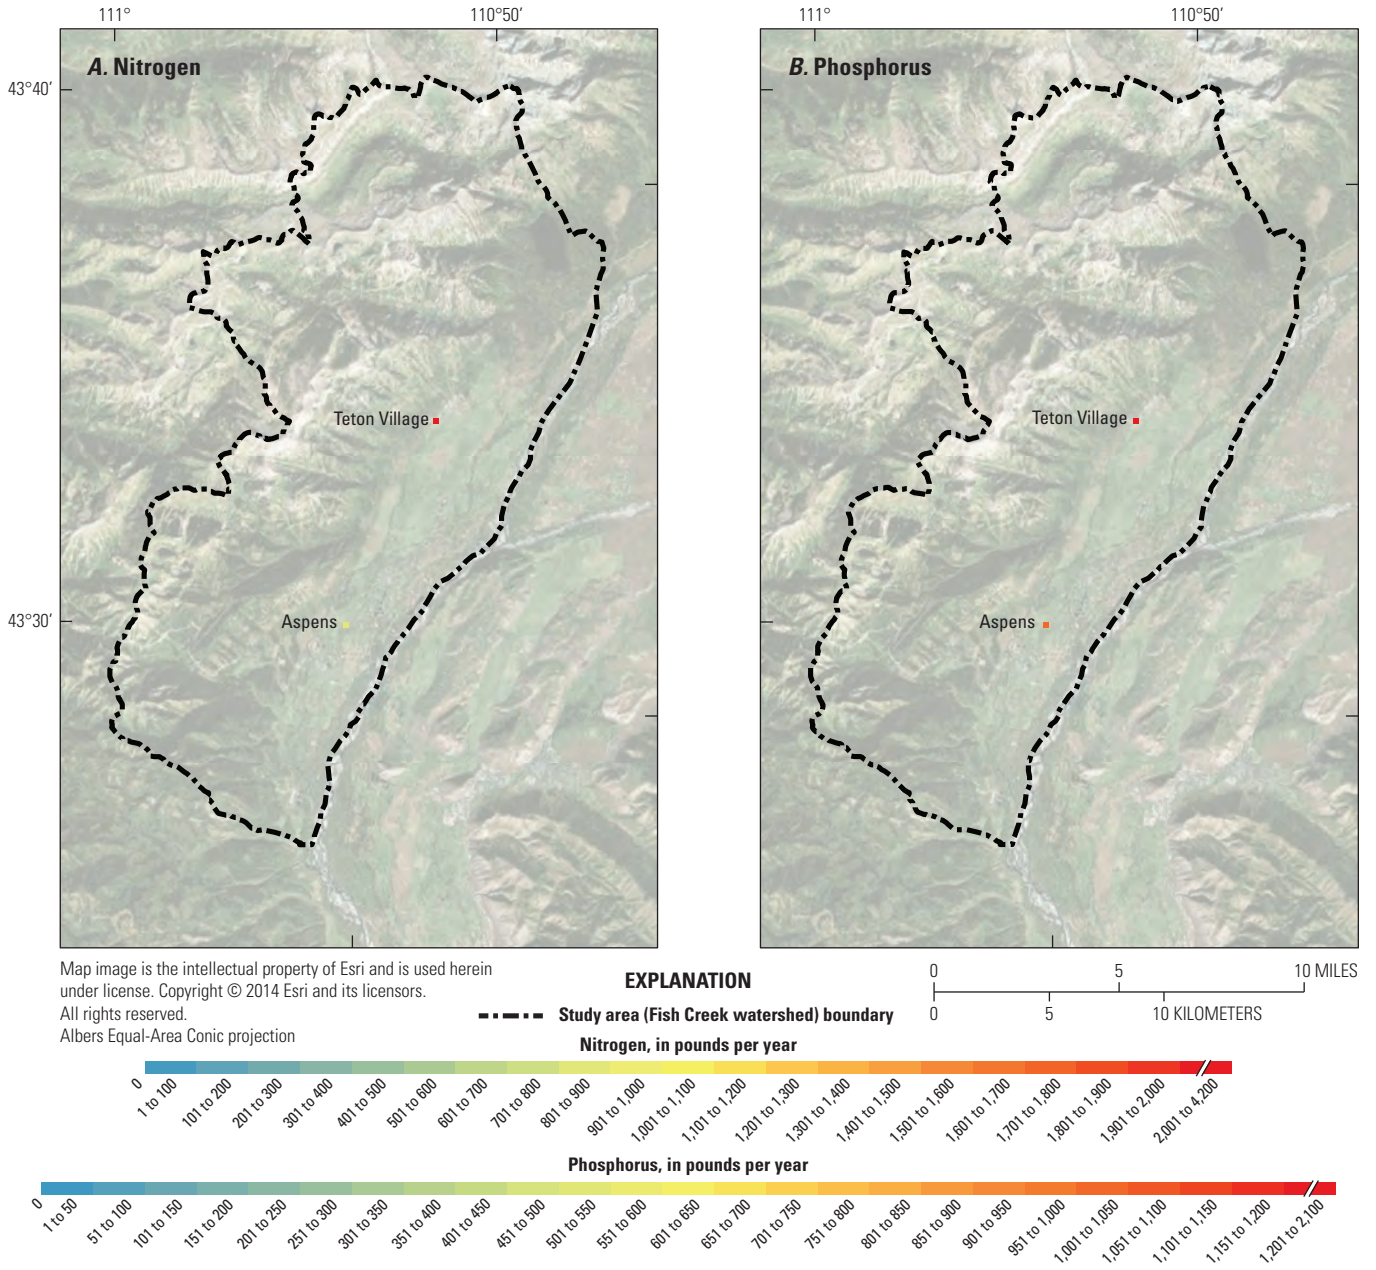 111°
110°50′
111°
110°50′
A. Nitrogen
B. Phosphorus
43°40′
Teton Village
Teton Village
43°30′
Aspens
Aspens
Map image is the intellectual property of Esri and is used herein
under license. Copyright © 2014 Esri and its licensors.
All rights reserved.
Albers Equal-Area Conic projection
EXPLANATION
Study area (Fish Creek watershed) boundary
0
5
10 MILES
0
5
10 KILOMETERS
Nitrogen, in pounds per year
0
1 to 100
101 to 200
201 to 300
301 to 400
401 to 500
501 to 600
601 to 700
701 to 800
801 to 900
901 to 1,000
1,001 to 1,100
1,101 to 1,200
1,201 to 1,300
1,301 to 1,400
1,401 to 1,500
1,501 to 1,600
1,601 to 1,700
1,701 to 1,800
1,801 to 1,900
1,901 to 2,000
2,001 to 4,200
Phosphorus, in pounds per year
0
1 to 50
51 to 100
101 to 150
151 to 200
201 to 250
251 to 300
301 to 350
351 to 400
401 to 450
451 to 500
501 to 550
551 to 600
601 to 650
651 to 700
701 to 750
751 to 800
801 to 850
851 to 900
901 to 950
951 to 1,000
1,001 to 1,050
1,051 to 1,100
1,101 to 1,150
1,151 to 1,200
1,201 to 2,100